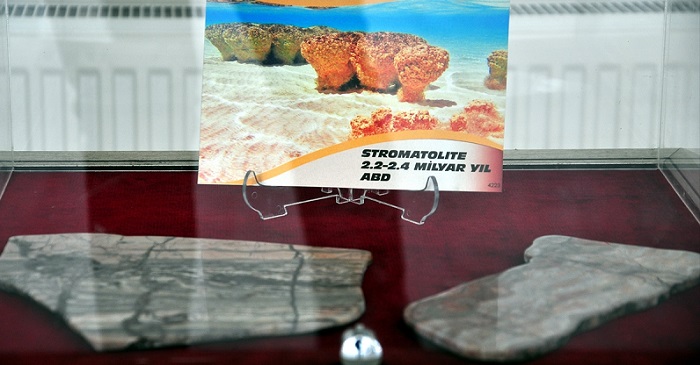 STROMATOLITE
2.2-2.4 MİLYAR YIL
ABD